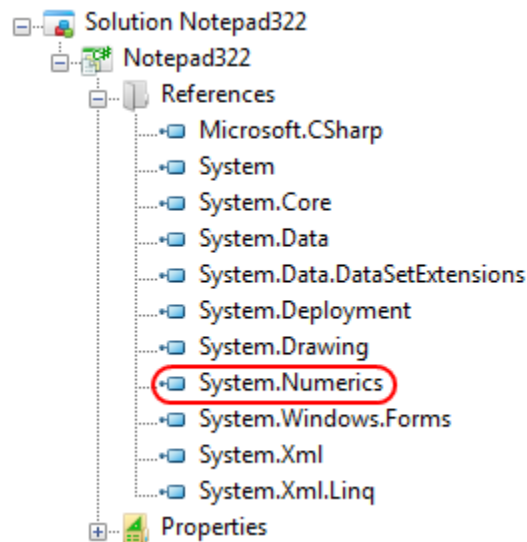 Solution Notepad322
Notepad322
References
Microsoft.CSharp
System
System.Core
System.Data
System.Data.DataSetExtensions
System.Deployment
System.Drawing
System.Numerics
System.Windows.Forms
System.Xml
System.Xml.Linq
Properties